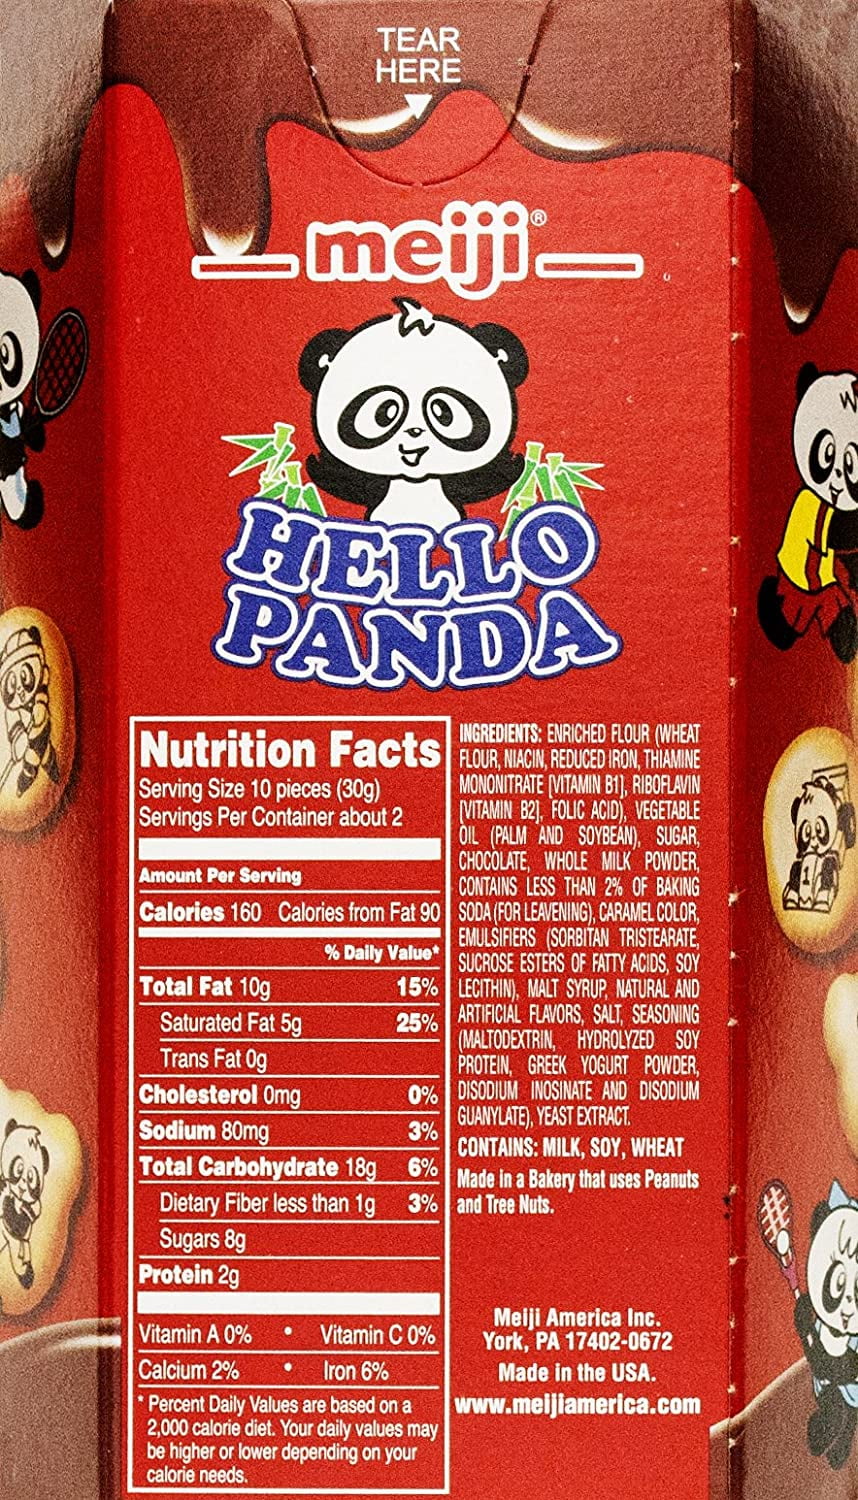 TEAR
HERE
meiji®
HELLO
PANDA
Nutrition Facts
Serving Size 10 pieces (30g)
Servings Per Container about 2
Amount Per Serving
Calories 160 Calories from Fat 90
% Daily Value*
Total Fat 10g 15%
Saturated Fat 5g 25%
Trans Fat 0g
Cholesterol 0mg 0%
Sodium 80mg 3%
Total Carbohydrate 18g 6%
Dietary Fiber less than 1g 3%
Sugars 8g
Protein 2g
Vitamin A 0% • Vitamin C 0%
Calcium 2% • Iron 6%
* Percent Daily Values are based on a
2,000 calorie diet. Your daily values may
be higher or lower depending on your
calorie needs.
INGREDIENTS: ENRICHED FLOUR (WHEAT
FLOUR, NIACIN, REDUCED IRON, THIAMINE
MONONITRATE [VITAMIN B1], RIBOFLAVIN
[VITAMIN B2], FOLIC ACID), VEGETABLE
OIL (PALM AND SOYBEAN), SUGAR,
CHOCOLATE, WHOLE MILK POWDER,
CONTAINS LESS THAN 2% OF BAKING
SODA (FOR LEAVENING), CARAMEL COLOR,
EMULSIFIERS (SORBITAN TRISTEARATE,
SUCROSE ESTERS OF FATTY ACIDS, SOY
LECITHIN), MALT SYRUP, NATURAL AND
ARTIFICIAL FLAVORS, SALT, SEASONING
(MALTODEXTRIN, HYDROLYZED SOY
PROTEIN, GREEK YOGURT POWDER,
DISODIUM INOSINATE AND DISODIUM
GUANYLATE), YEAST EXTRACT.
CONTAINS: MILK, SOY, WHEAT
Made in a Bakery that uses Peanuts
and Tree Nuts.
Meiji America Inc.
York, PA 17402-0672
Made in the USA.
www.meijiamerica.com
1